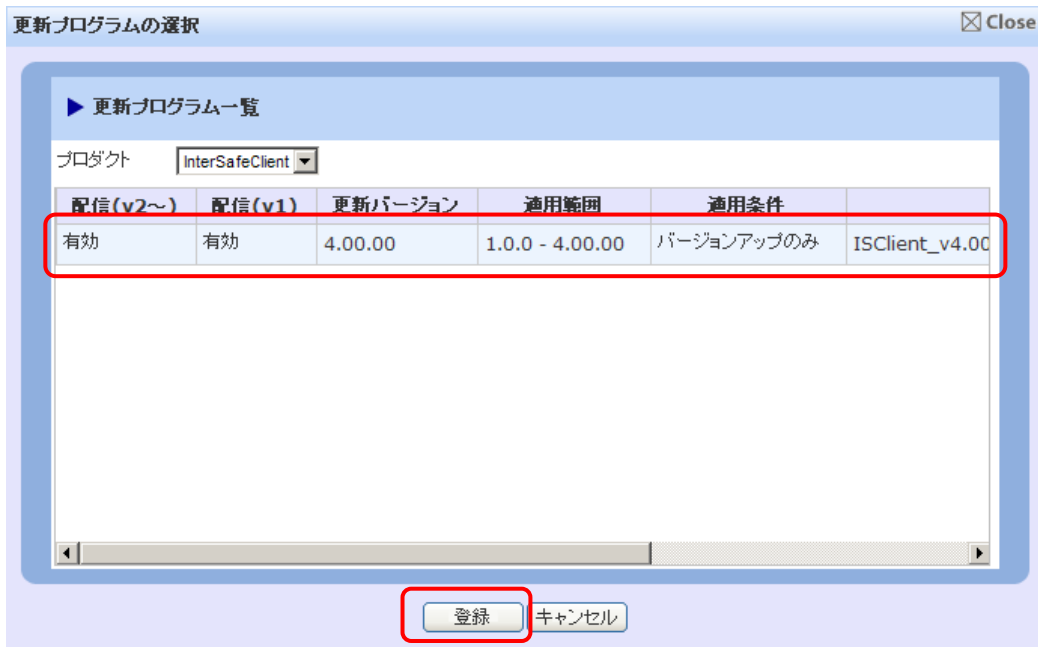 更新プログラムの選択 Close
更新プログラム一覧
プロダクト InterSafeClient
配信(v2～) 配信(v1) 更新バージョン 適用範囲 適用条件
有効 有効 4.00.00 1.0.0 - 4.00.00 バージョンアップのみ ISClient_v4.00
登録 キャンセル